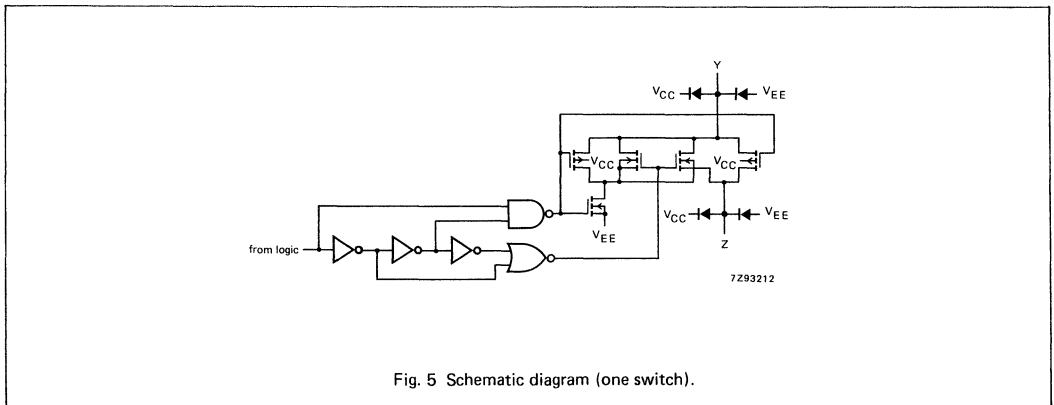 Y
VCC VEE
VCC VCC
VEE
VCC VEE
from logic
Z
7Z93212
Fig. 5 Schematic diagram (one switch).